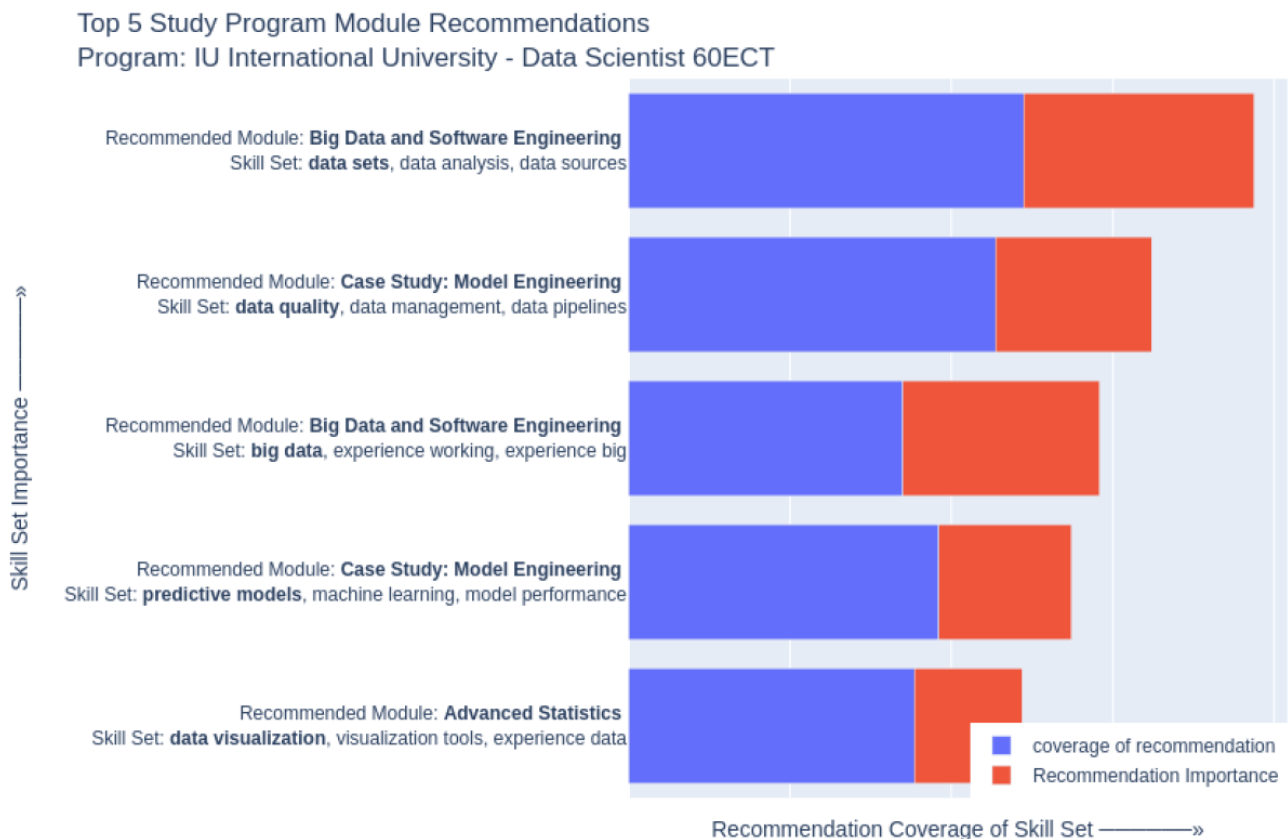 Top 5 Study Program Module Recommendations
Program: IU International University - Data Scientist 60ECT
Recommended Module: Big Data and Software Engineering
Skill Set: data sets, data analysis, data sources
Recommended Module: Case Study: Model Engineering
Skill Set: data quality, data management, data pipelines
Recommended Module: Big Data and Software Engineering
Skill Set: big data, experience working, experience big
Recommended Module: Case Study: Model Engineering
Skill Set: predictive models, machine learning, model performance
Recommended Module: Advanced Statistics
Skill Set: data visualization, visualization tools, experience data
Skill Set Importance ————»
coverage of recommendation
Recommendation Importance
Recommendation Coverage of Skill Set ————»